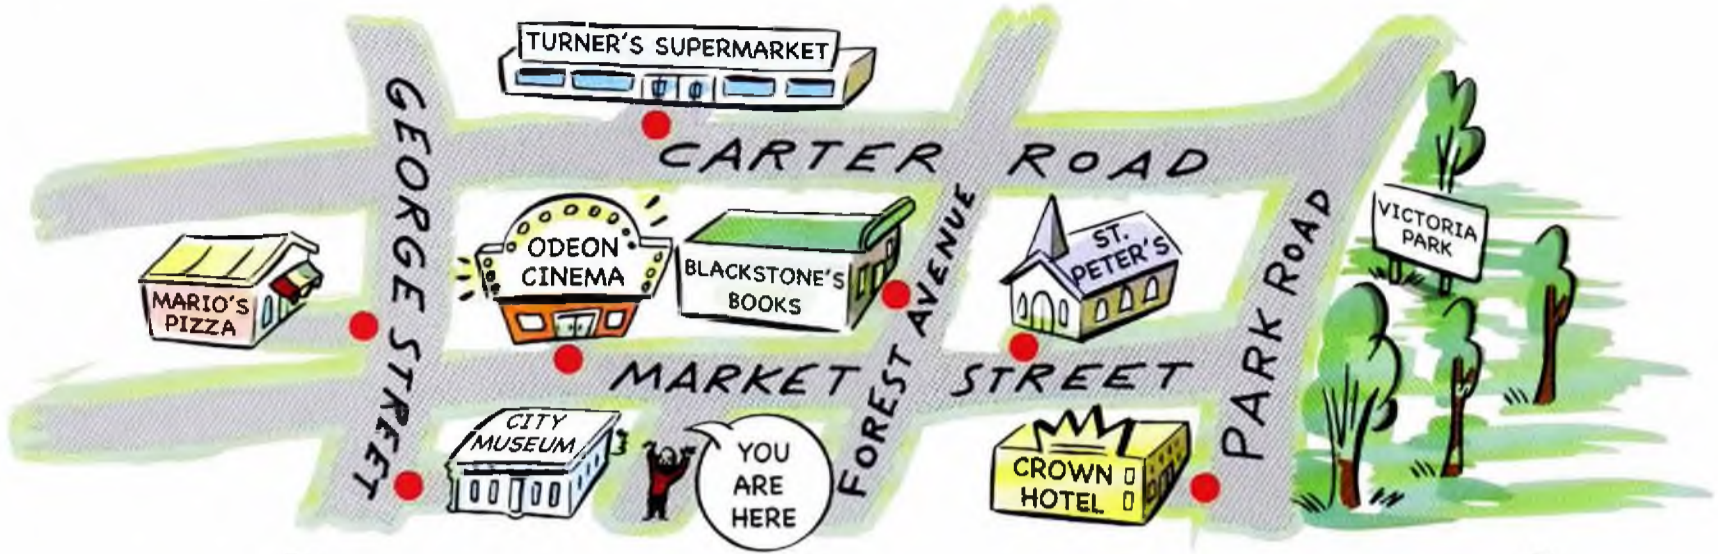 TURNER'S SUPERMARKET
GEORGE STREET
CARTER ROAD
FOREST AVENUE
PARK ROAD
VICTORIA
PARK
MARIO'S
PIZZA
ODEON
CINEMA
BLACKSTONE'S
BOOKS
ST.
PETER'S
MARKET STREET
CITY
MUSEUM
YOU
ARE
HERE
CROWN
HOTEL